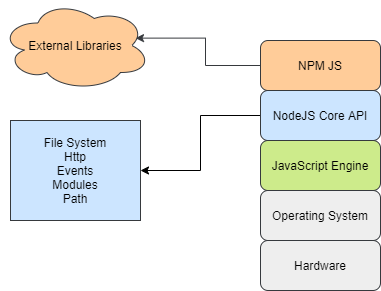 External Libraries
NPM JS
NodeJS Core API
File System
Http
Events
Modules
Path
JavaScript Engine
Operating System
Hardware